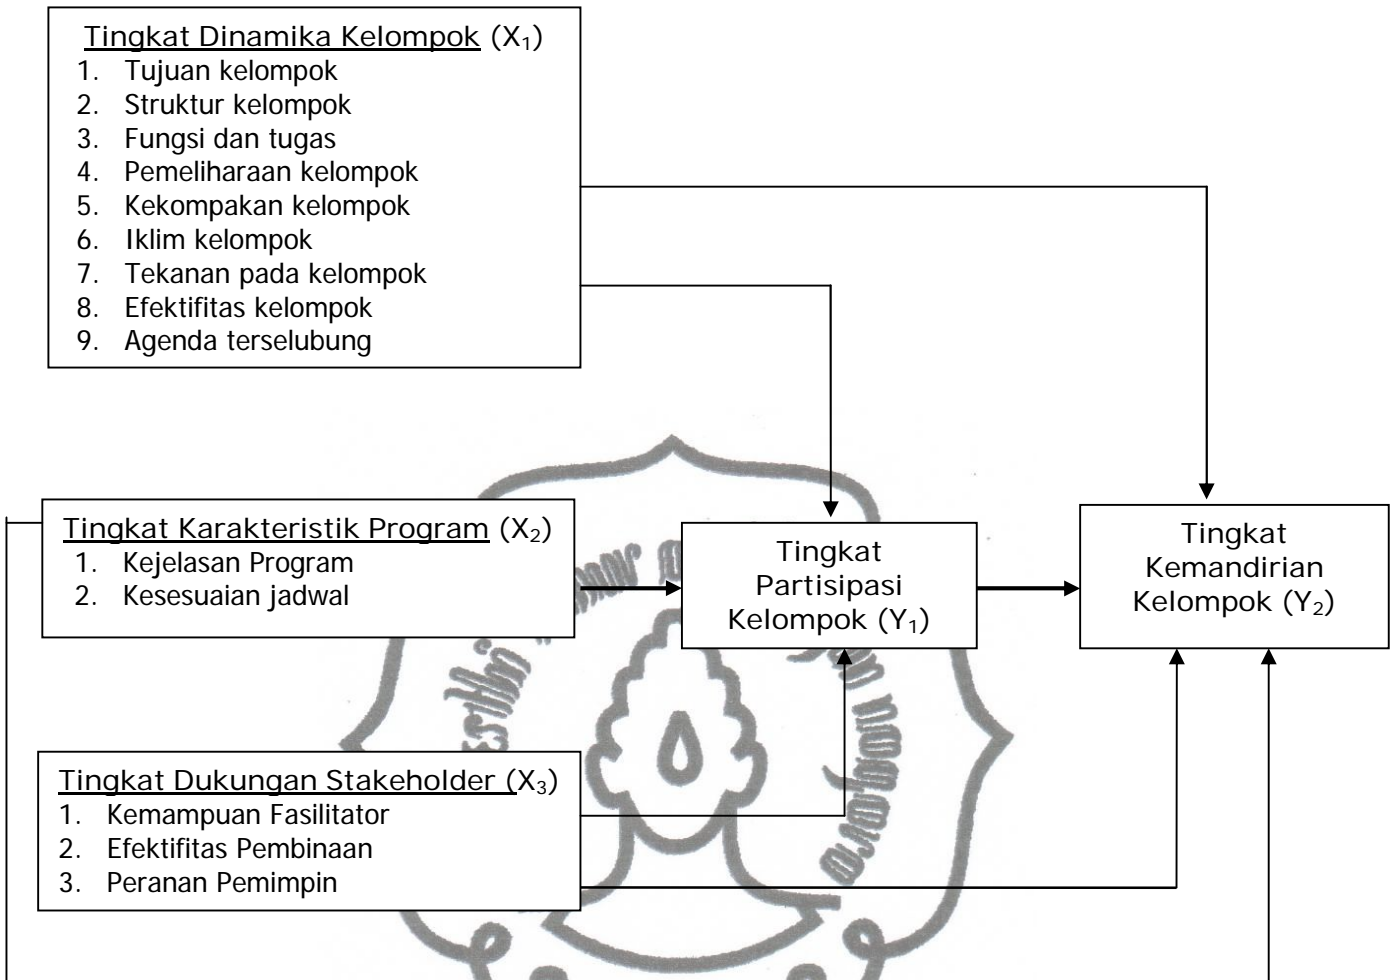 Tingkat Dinamika Kelompok (X₁)
1. Tujuan kelompok
2. Struktur kelompok
3. Fungsi dan tugas
4. Pemeliharaan kelompok
5. Kekompakan kelompok
6. Iklim kelompok
7. Tekanan pada kelompok
8. Efektifitas kelompok
9. Agenda terselubung
Tingkat Karakteristik Program (X₂)
1. Kejelasan Program
2. Kesesuaian jadwal
Tingkat
Partisipasi
Kelompok (Y₁)
Tingkat
Kemandirian
Kelompok (Y₂)
Tingkat Dukungan Stakeholder (X₃)
1. Kemampuan Fasilitator
2. Efektifitas Pembinaan
3. Peranan Pemimpin